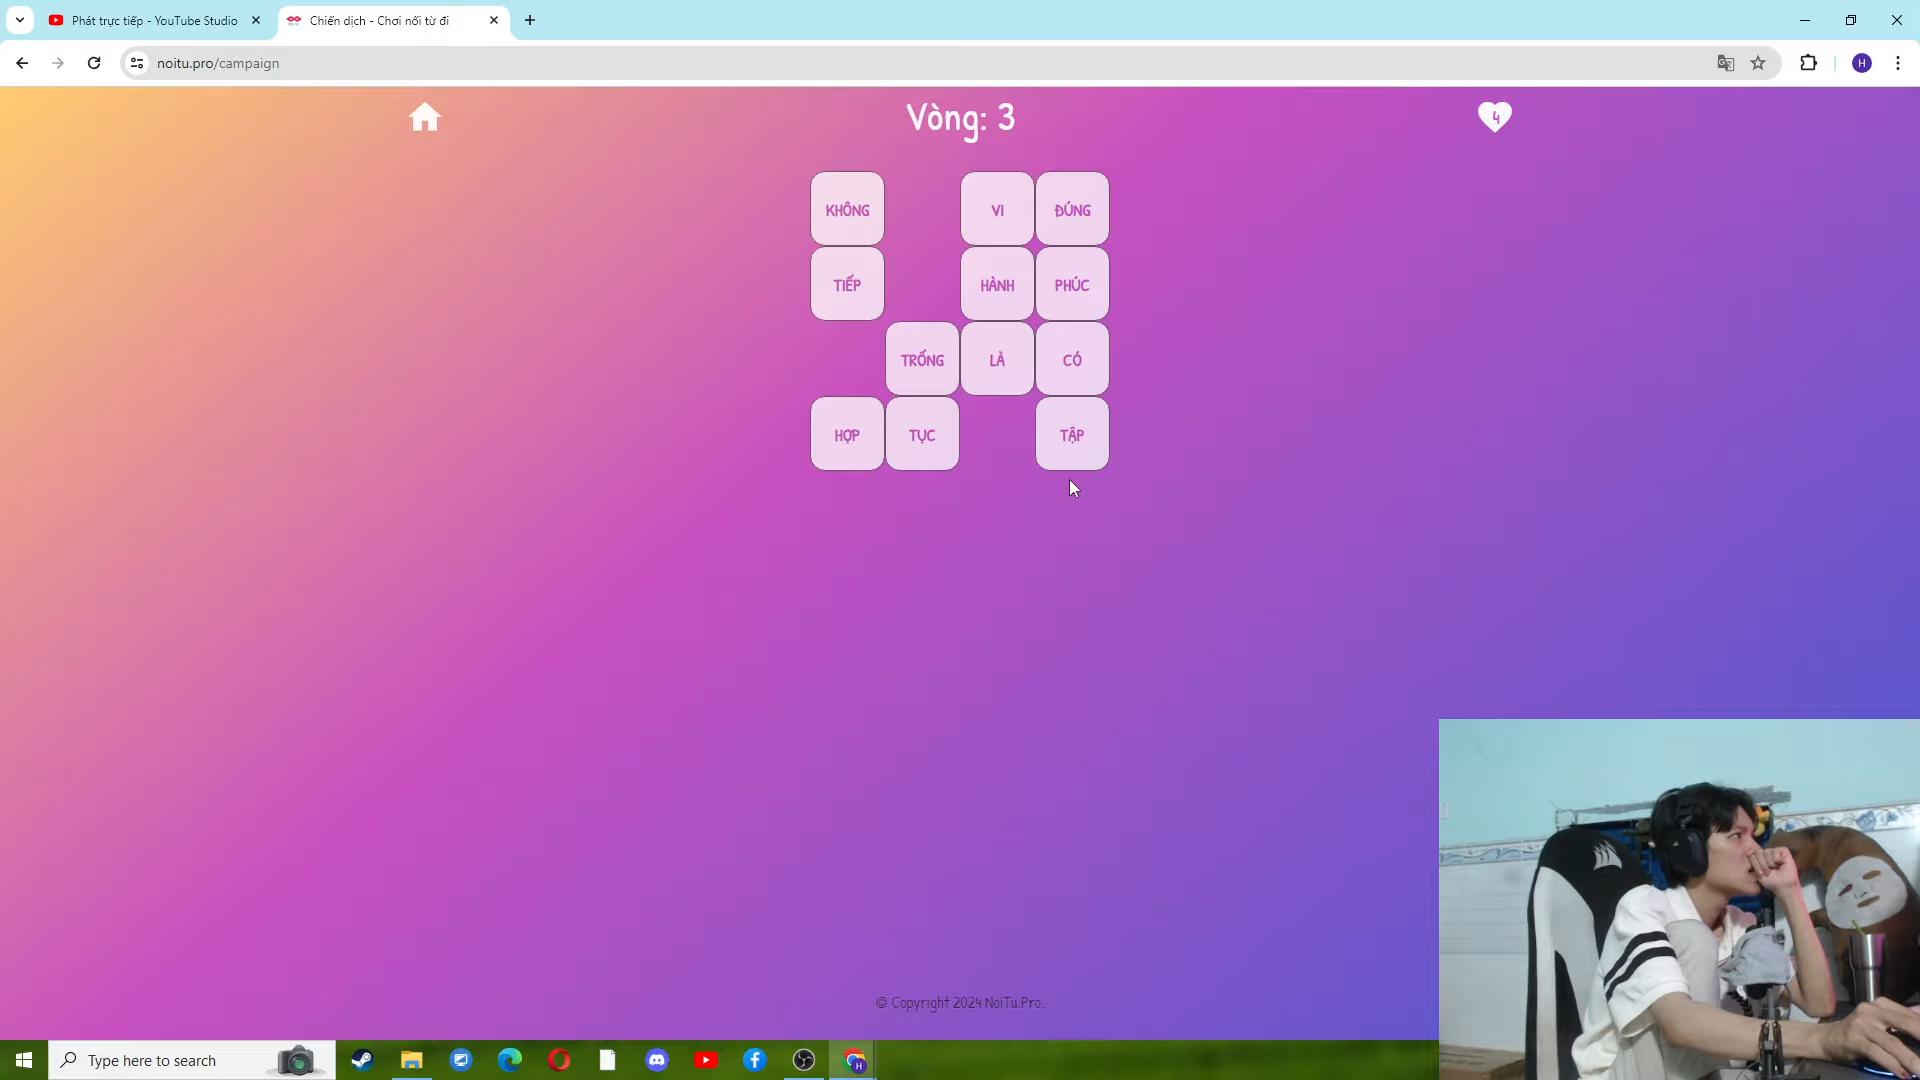 Phát trực tiếp - YouTube Studio
Chiến dịch - Chơi nối từ đi
noitu.pro/campaign
H
Vòng: 3
4
KHÔNG
VI
ĐÚNG
TIẾP
HÀNH
PHÚC
TRỐNG
LÀ
CÓ
HỢP
TỤC
TẬP
© Copyright 2024 NoiTu.Pro.
Type here to search
H